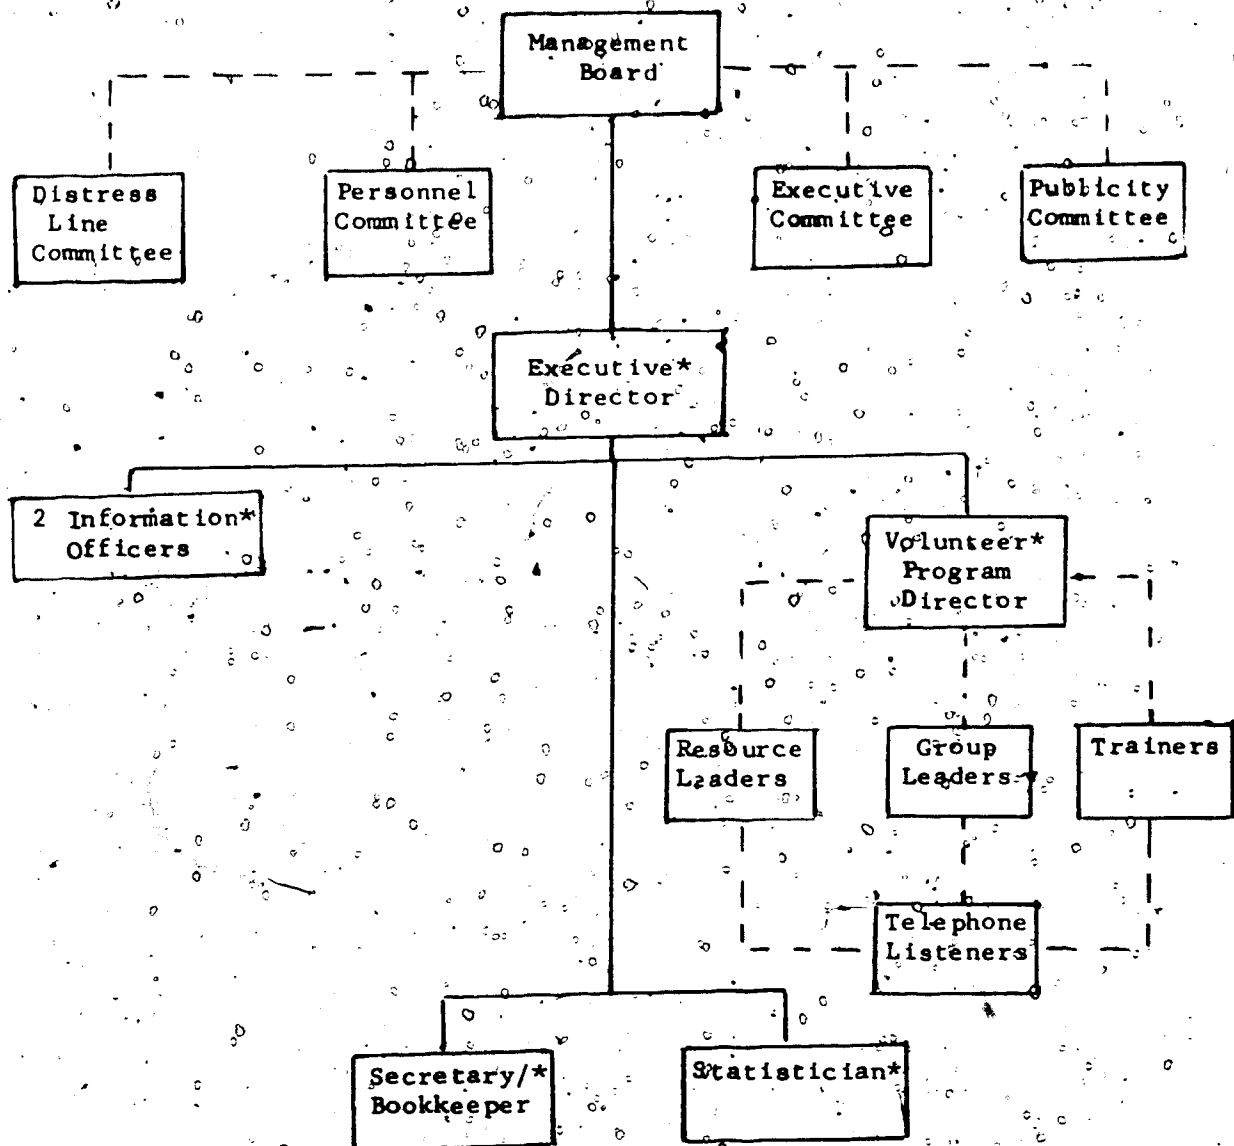 Management
Board
Distress
Line
Committee
Personnel
Committee
Executive
Committee
Publicity
Committee
Executive*
Director
2 Information*
Officers
Volunteer*
Program
Director
Resource
Leaders
Group
Leaders
Trainers
Telephone
Listeners
Secretary/*
Bookkeeper
Statistician*